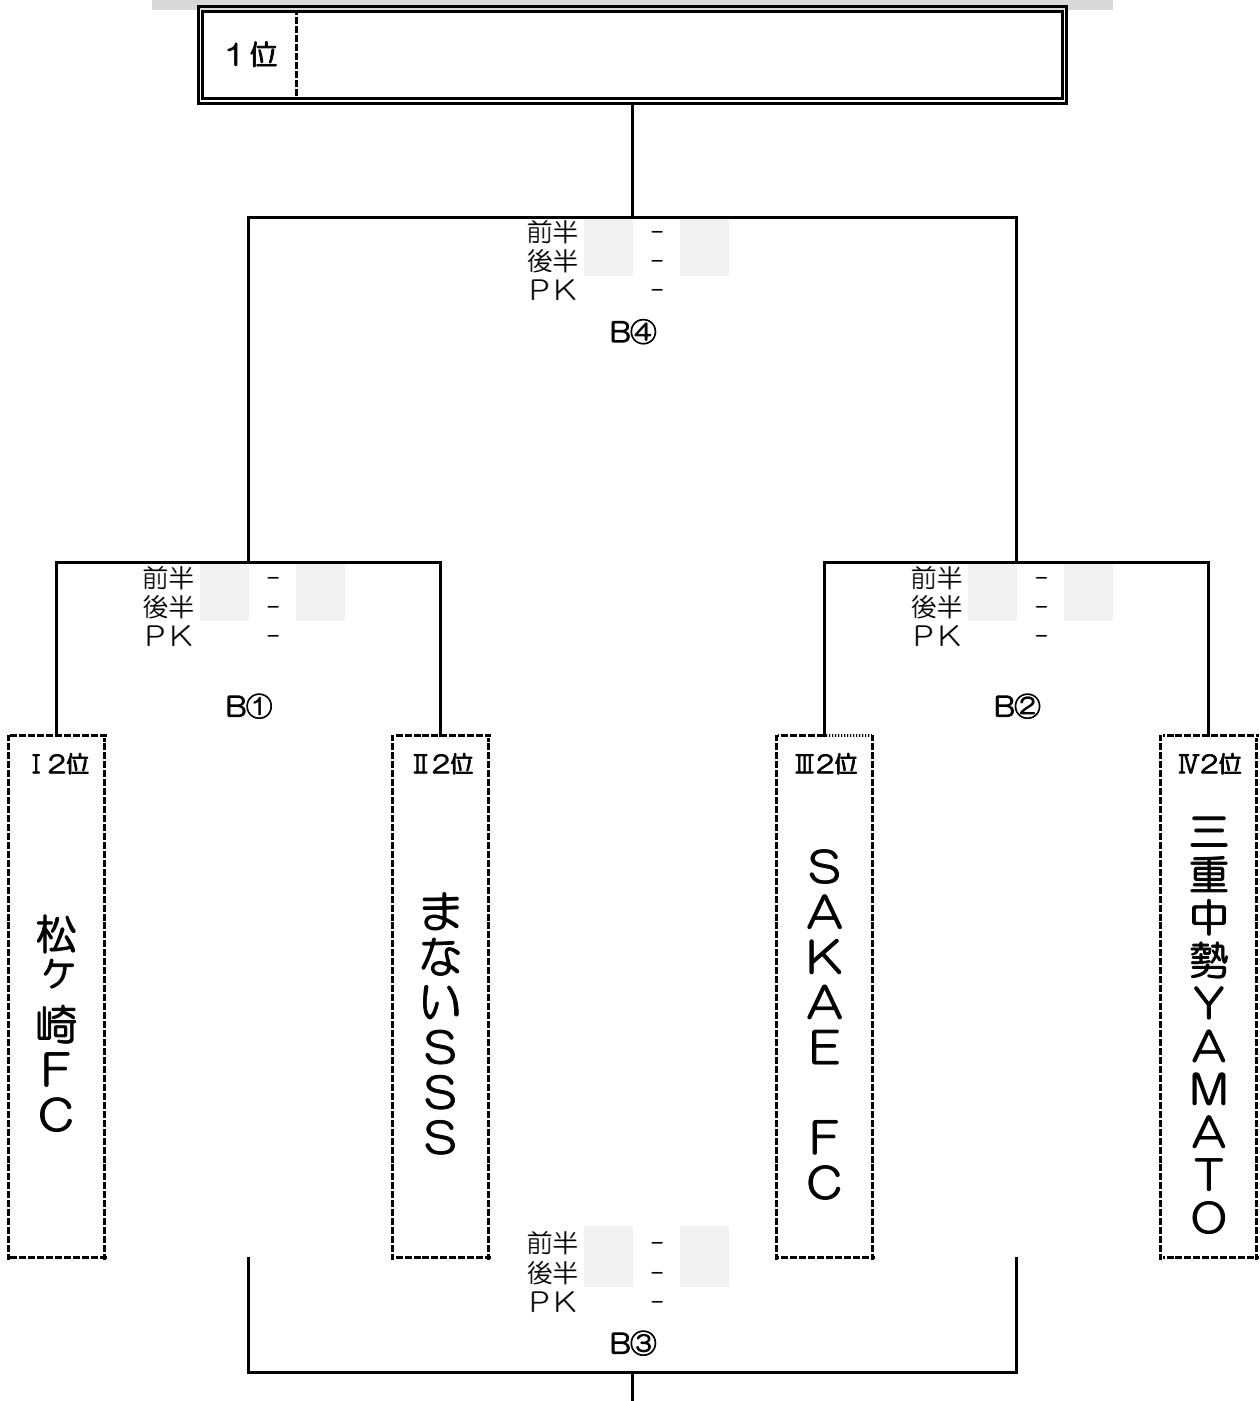 １位
前半 -
後半 -
ＰＫ -
B④
前半 - 前半 -
後半 - 後半 -
ＰＫ - ＰＫ -
B① B②
Ⅰ2位 Ⅱ2位 Ⅲ2位 Ⅳ2位
松ヶ崎ＦＣ
まないＳＳＳ
ＳＡＫＡＥ　ＦＣ
三重中勢ＹＡＭＡＴＯ
前半 -
後半 -
ＰＫ -
B③